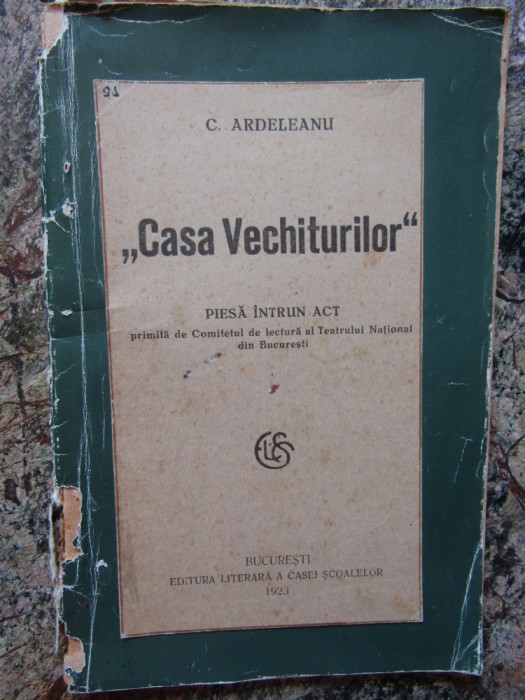 91
C. ARDELEANU
„Casa Vechiturilor“
PIESĂ ÎNTRUN ACT
primită de Comitetul de lectură al Teatrului Național
din București
BUCUREȘTI
EDITURA LITERARĂ A CASEI ȘCOALELOR
1923